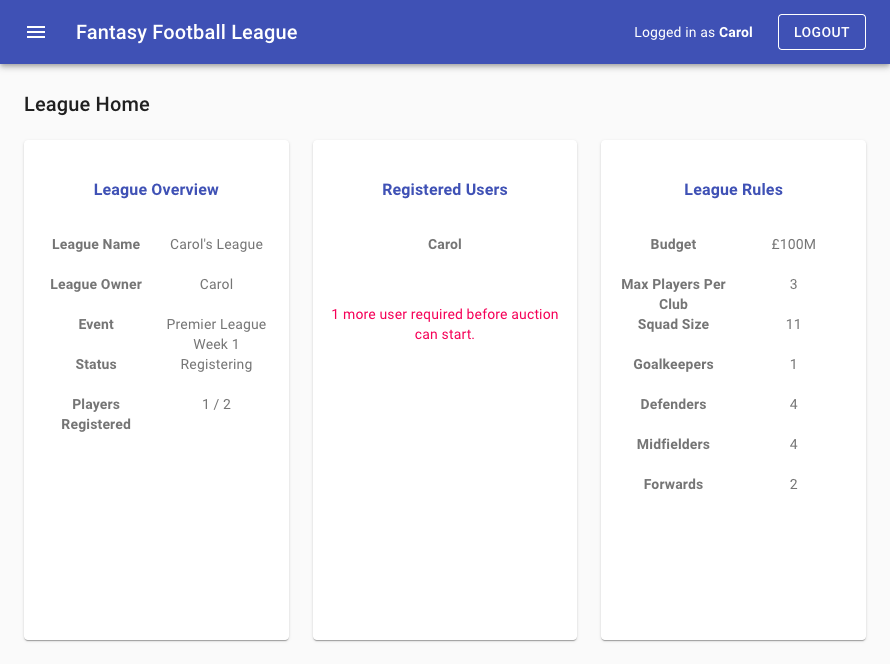 Fantasy Football League
Logged in as Carol
LOGOUT
League Home
League Overview
League Name Carol's League
League Owner Carol
Event Premier League
Week 1
Status Registering
Players 1 / 2
Registered
Registered Users
Carol
1 more user required before auction
can start.
League Rules
Budget £100M
Max Players Per 3
Club
Squad Size 11
Goalkeepers 1
Defenders 4
Midfielders 4
Forwards 2